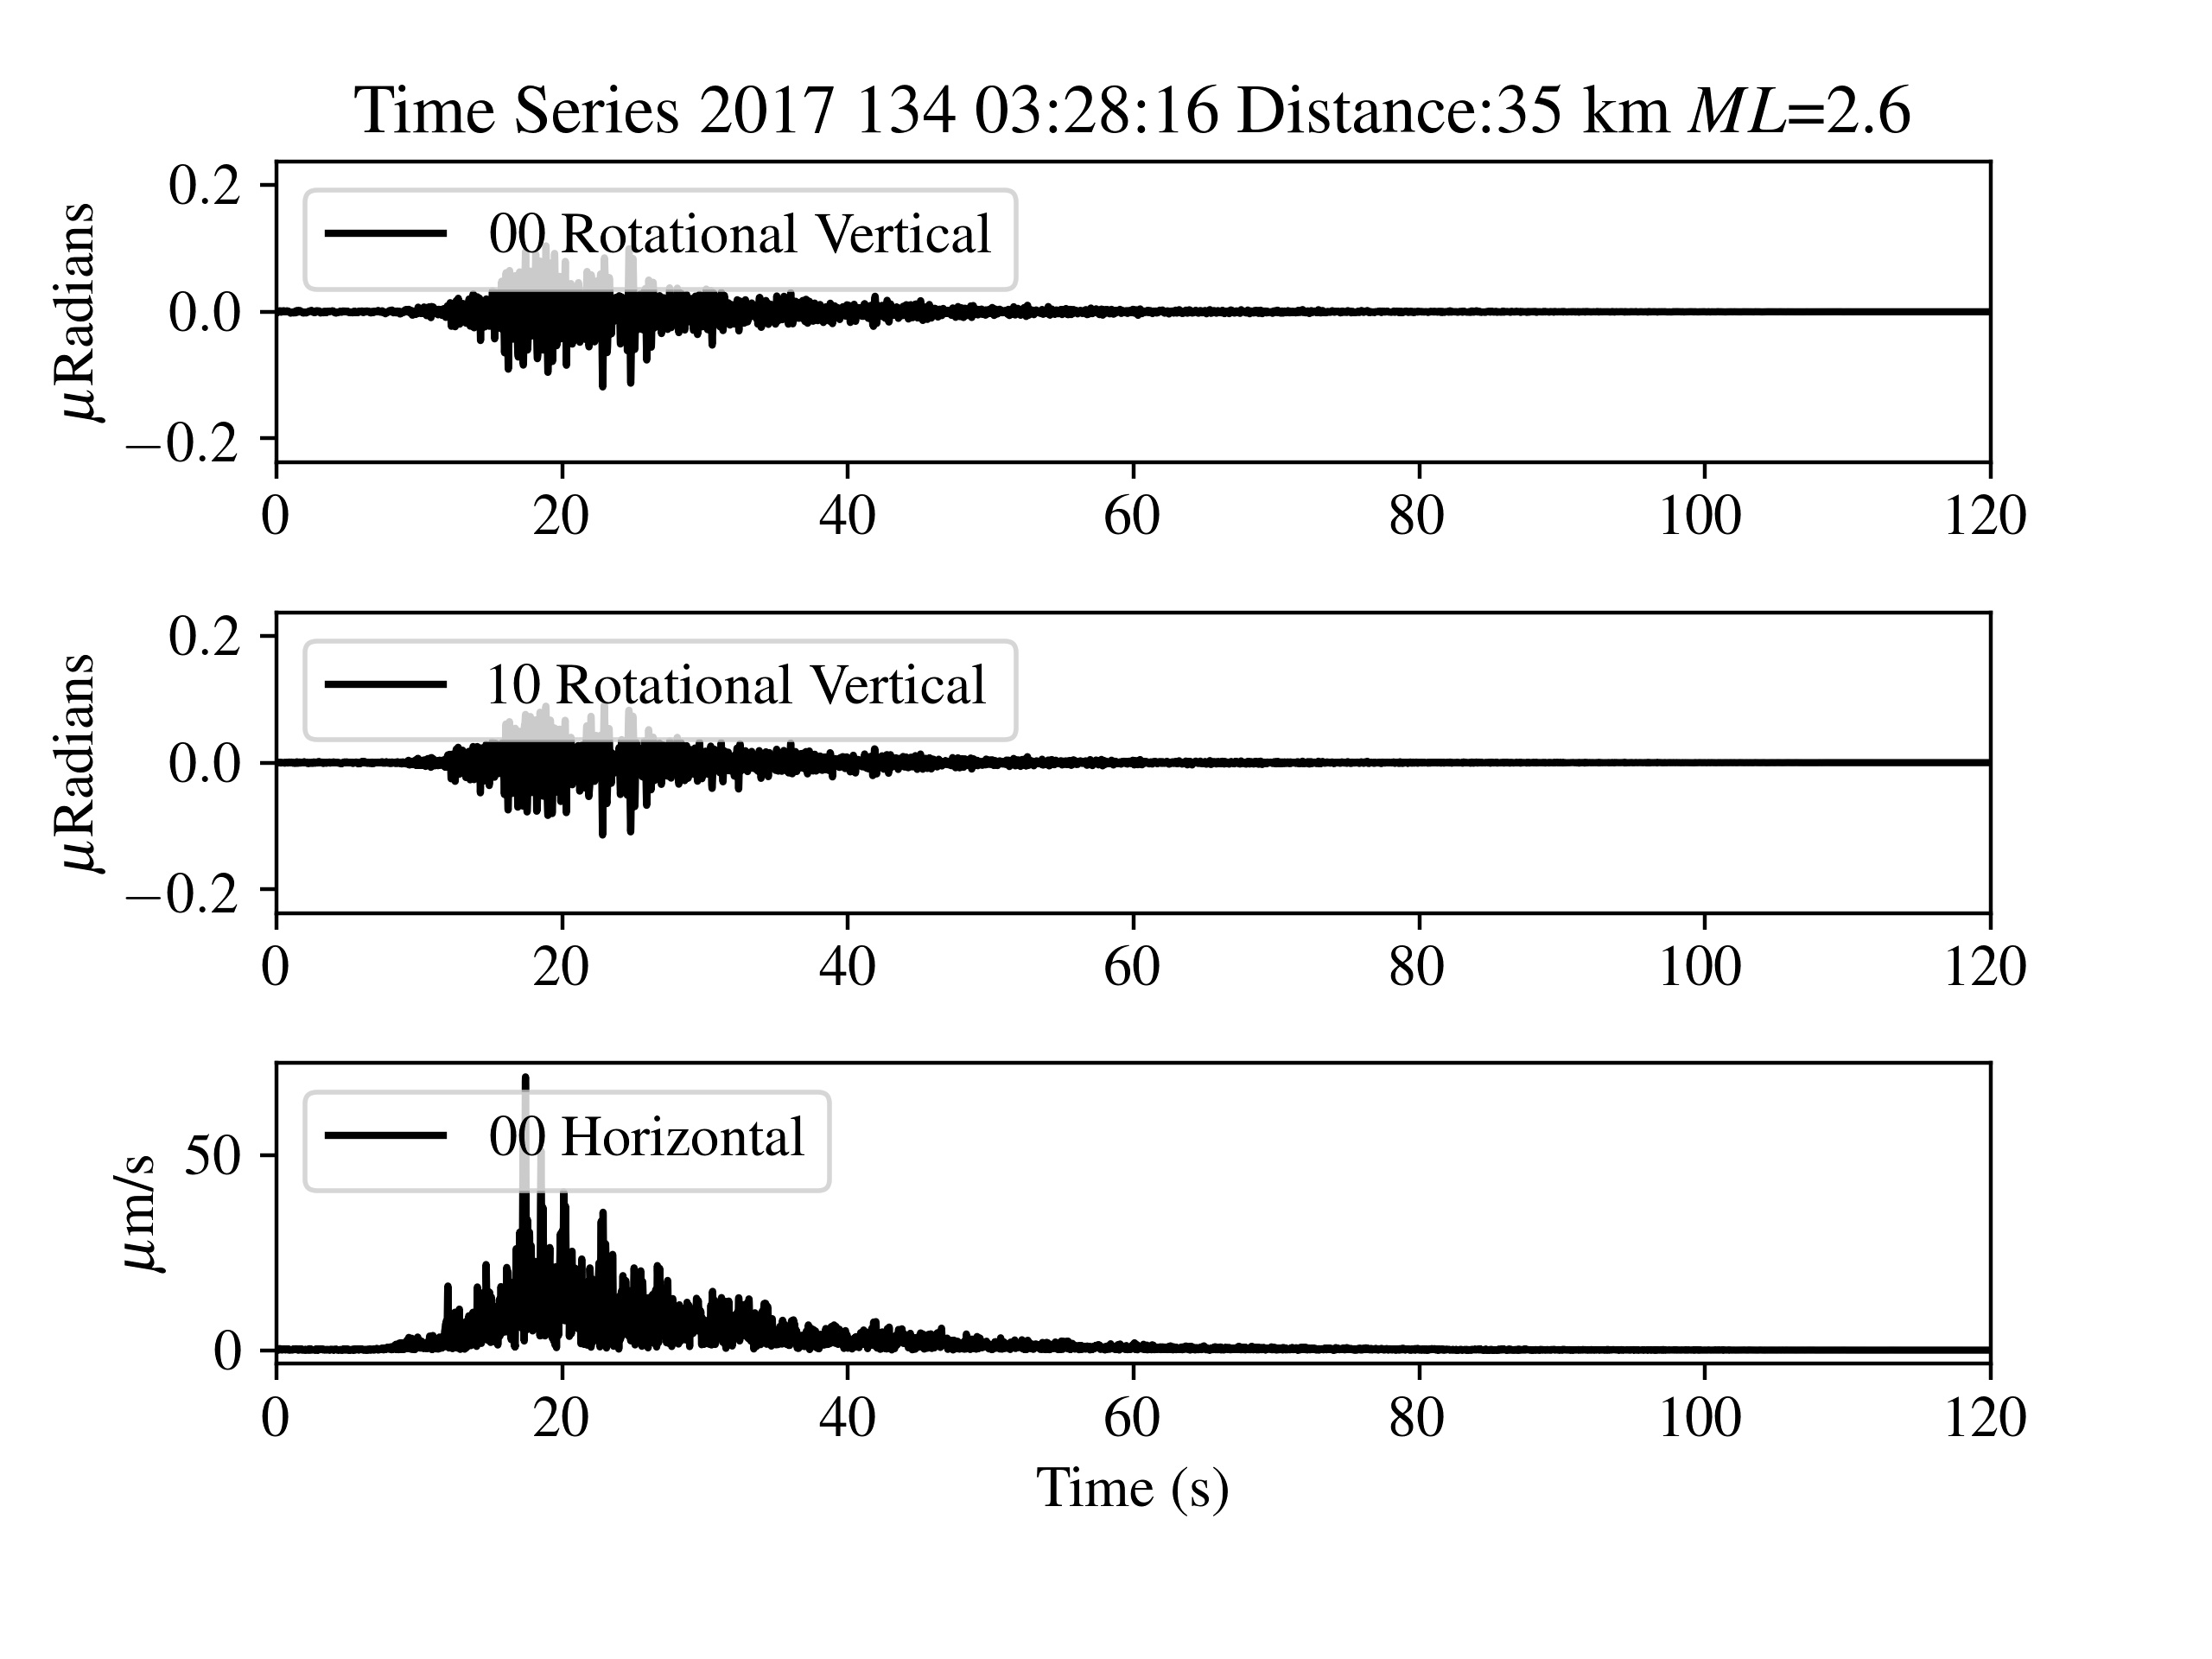 Time Series 2017 134 03:28:16 Distance:35 km ML=2.6
μRadians
0.2
0.0
−0.2
00 Rotational Vertical
0 20 40 60 80 100 120
μRadians
0.2
0.0
−0.2
10 Rotational Vertical
0 20 40 60 80 100 120
μm/s
50
0
00 Horizontal
0 20 40 60 80 100 120
Time (s)